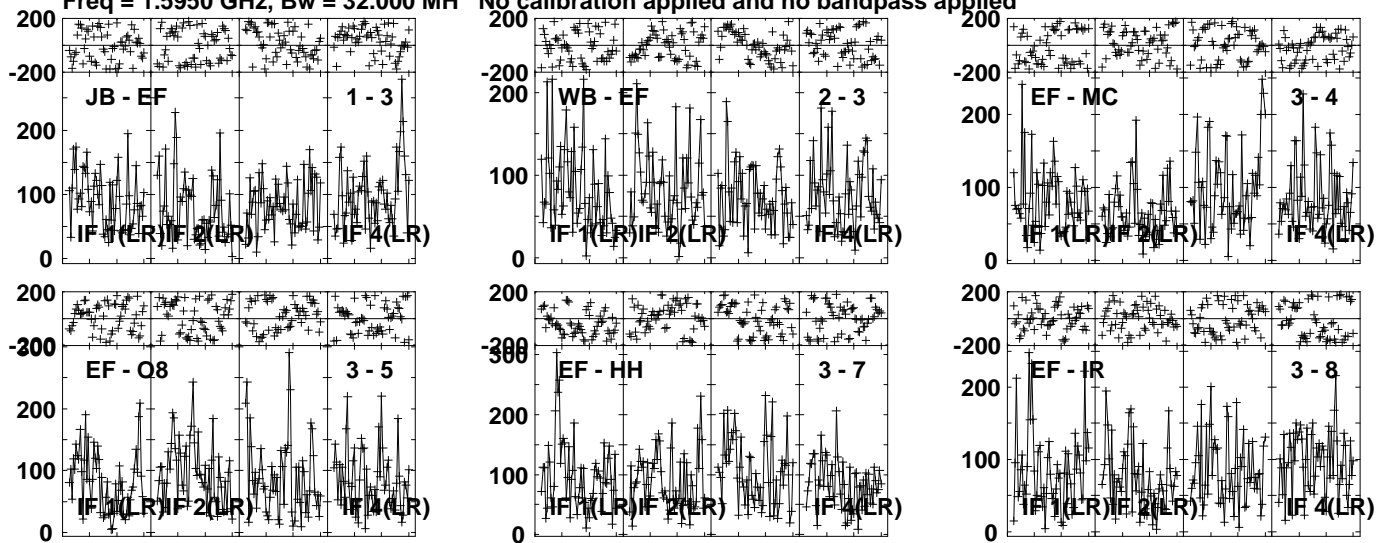 Freq = 1.5950 GHz, Bw = 32.000 MH No calibration applied and no bandpass applied
200
-200
JB - EF 1 - 3
200
100
0
IF 1(LR) IF 2(LR) IF 4(LR)
200
-200
WB - EF 2 - 3
200
100
0
IF 1(LR) IF 2(LR) IF 4(LR)
200
-200
EF - MC 3 - 4
200
100
0
IF 1(LR) IF 2(LR) IF 4(LR)
200
-200
300
EF - O8 3 - 5
200
100
0
IF 1(LR) IF 2(LR) IF 4(LR)
200
-200
300
EF - HH 3 - 7
200
100
0
IF 1(LR) IF 2(LR) IF 4(LR)
200
-200
EF - IR 3 - 8
200
100
0
IF 1(LR) IF 2(LR) IF 4(LR)